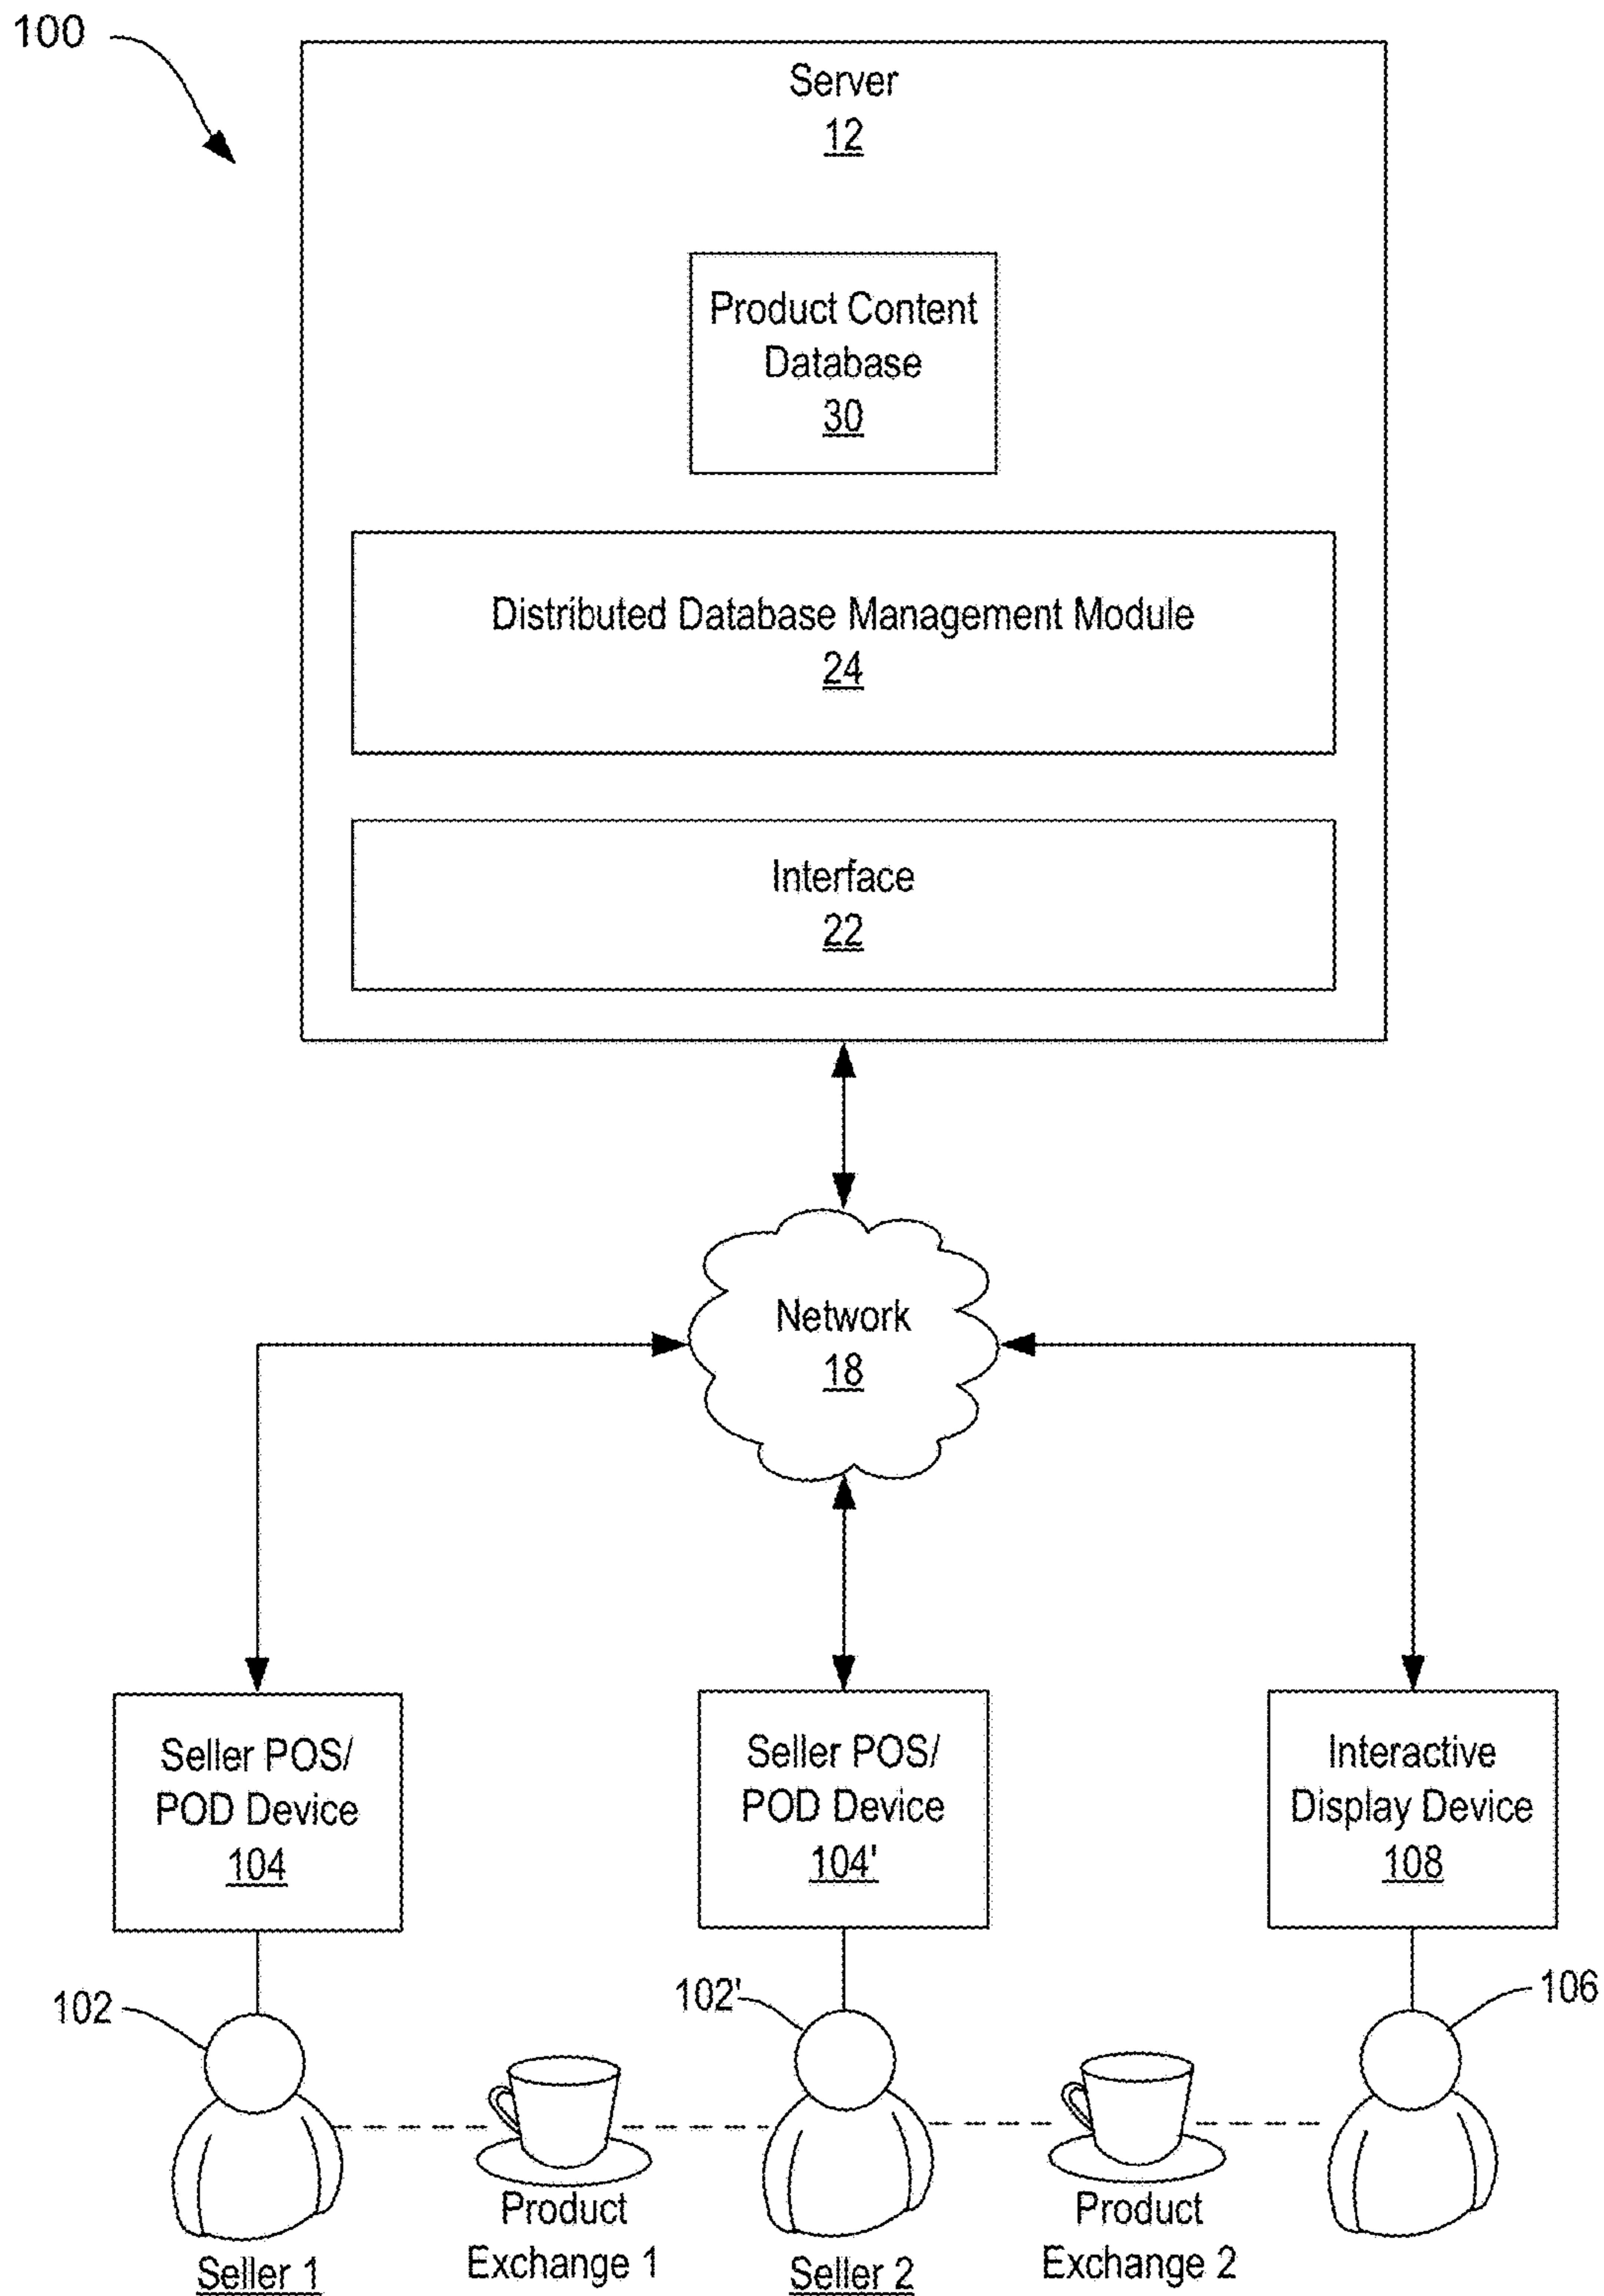 100
Server
12
Product Content
Database
30
Distributed Database Management Module
24
Interface
22
Network
18
Seller POS/
POD Device
104
Seller POS/
POD Device
104'
Interactive
Display Device
108
102
102'
106
Product
Exchange 1
Product
Exchange 2
Seller 1
Seller 2